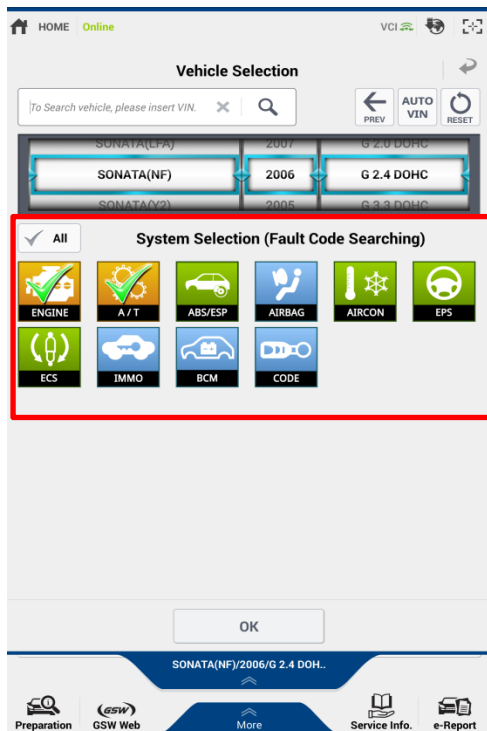 HOME Online VCI
Vehicle Selection
To Search vehicle, please insert VIN.
PREV
AUTO VIN
RESET
SONATA(LFA) 2007 G 2.0 DOHC
SONATA(NF) 2006 G 2.4 DOHC
SONATA(Y2) 2005 G 3.3 DOHC
All System Selection (Fault Code Searching)
ENGINE A/T ABS/ESP AIRBAG AIRCON EPS
ECS IMMO BCM CODE
OK
SONATA(NF)/2006/G 2.4 DOH..
Preparation
(GSW)
GSW Web
More
Service Info.
e-Report